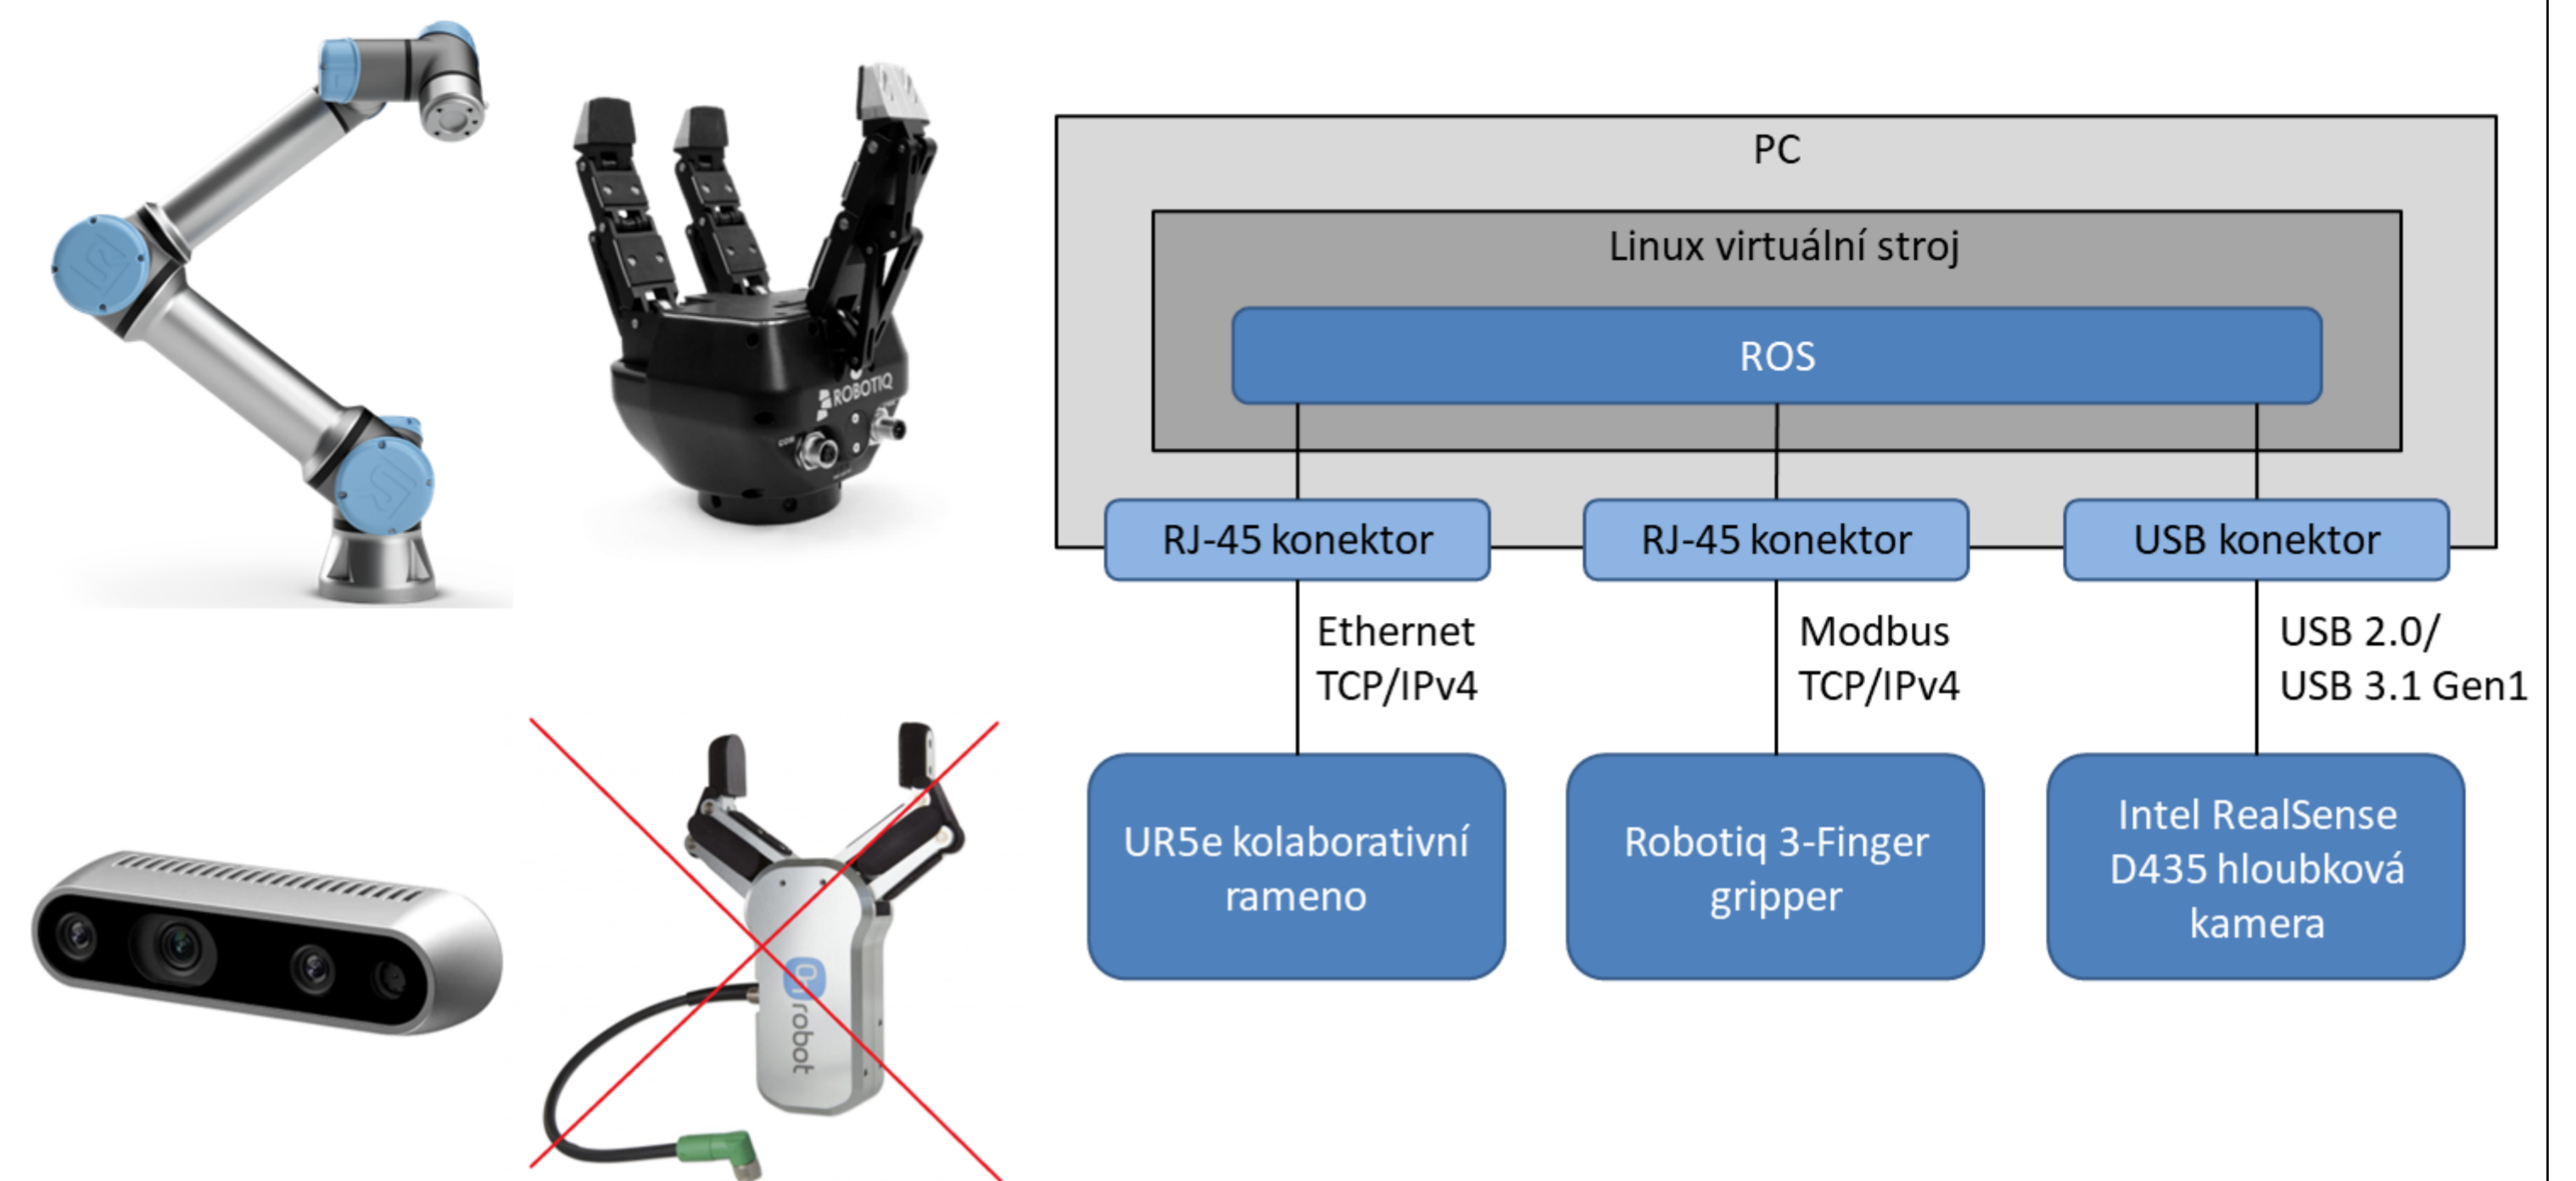 ROBOTIQ
COM
OR
robot
PC
Linux virtuální stroj
ROS
RJ-45 konektor
RJ-45 konektor
USB konektor
Ethernet
TCP/IPv4
Modbus
TCP/IPv4
USB 2.0/
USB 3.1 Gen1
UR5e kolaborativní
rameno
Robotiq 3-Finger
gripper
Intel RealSense
D435 hloubková
kamera